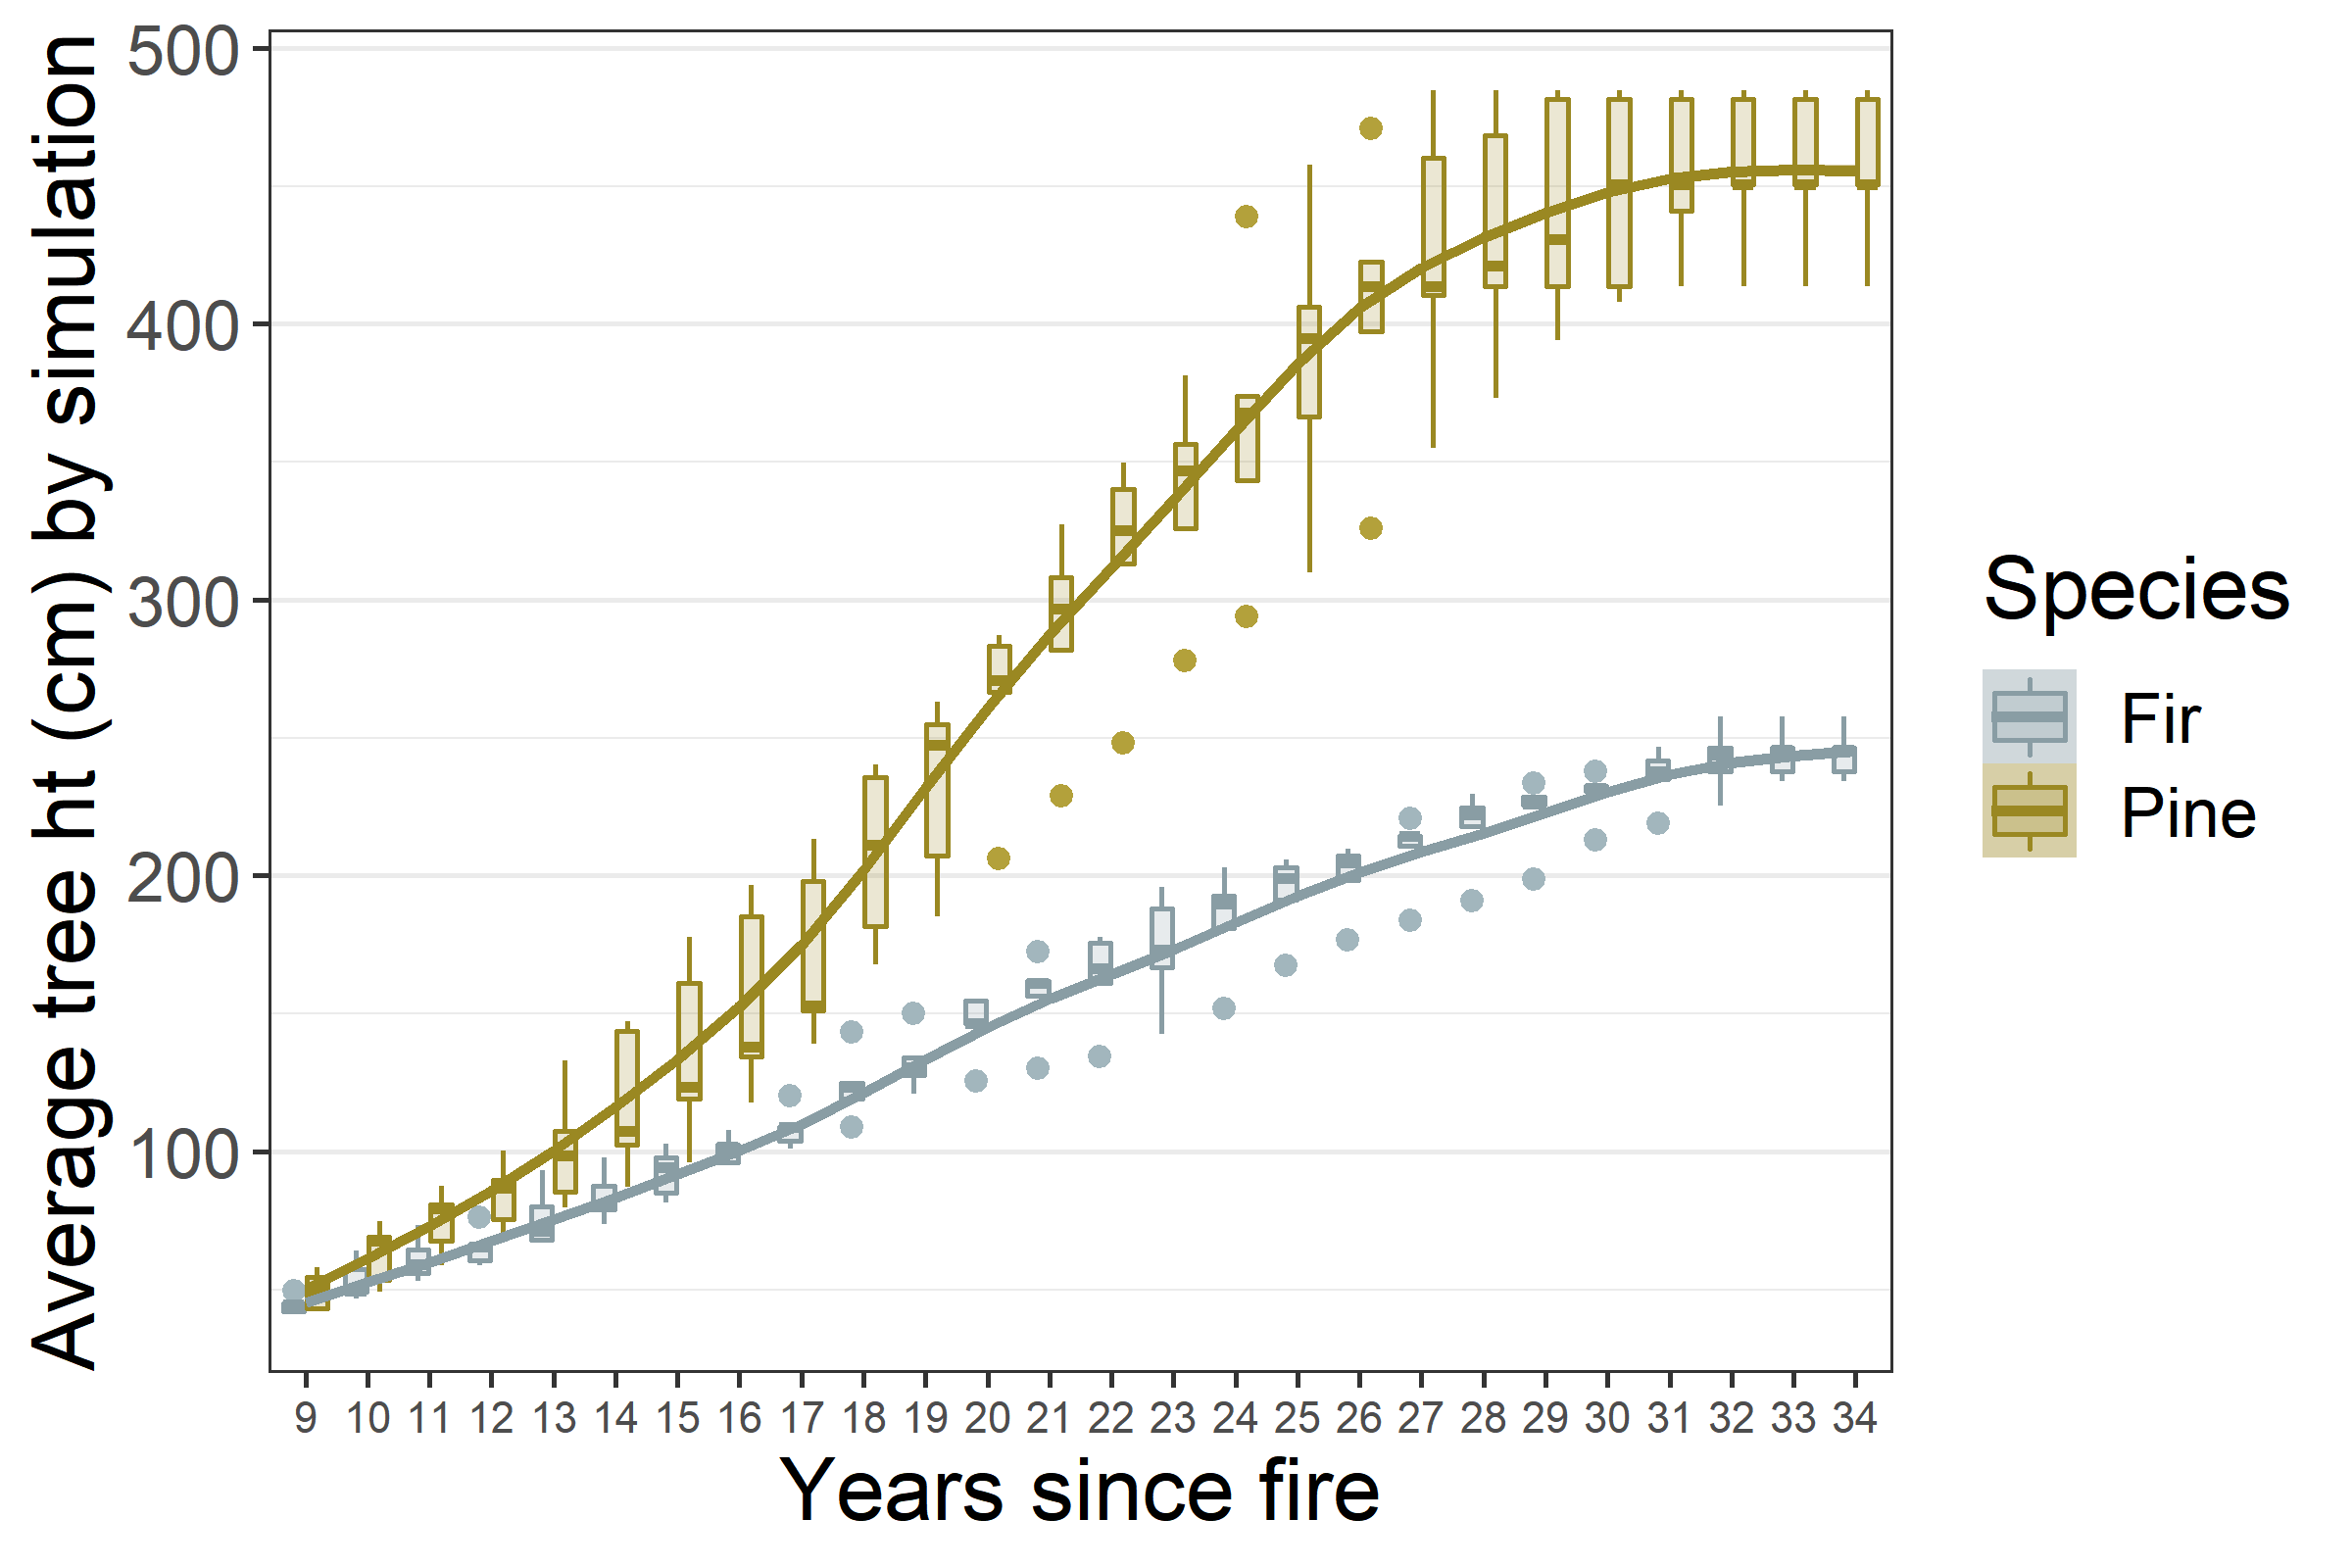 Average tree ht (cm) by simulation
500
400
300
200
100
9 10 11 12 13 14 15 16 17 18 19 20 21 22 23 24 25 26 27 28 29 30 31 32 33 34
Years since fire
Species
Fir
Pine